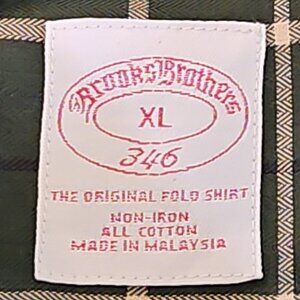 Brooks Brothers
XL
346
THE ORIGINAL POLO SHIRT
NON-IRON
ALL COTTON
MADE IN MALAYSIA